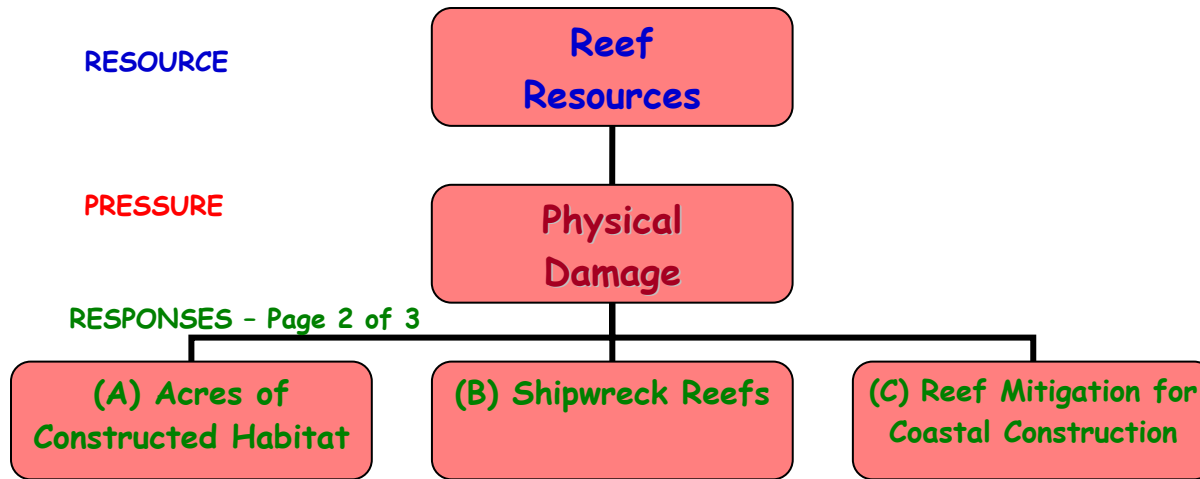 RESOURCE
Reef
Resources
PRESSURE
Physical
Damage
RESPONSES – Page 2 of 3
(A) Acres of
Constructed Habitat
(B) Shipwreck Reefs
(C) Reef Mitigation for
Coastal Construction